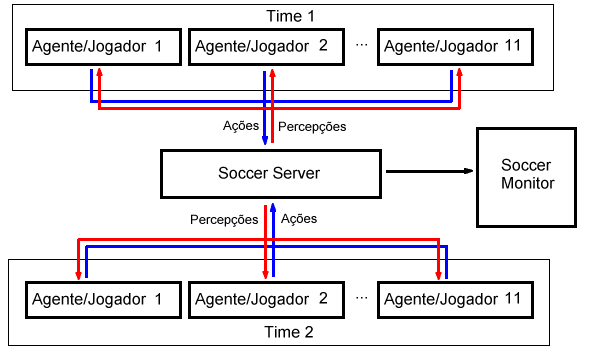 Time 1
Agente/Jogador 1
Agente/Jogador 2
...
Agente/Jogador 11
Ações
Percepções
Soccer Server
Soccer
Monitor
Percepções
Ações
Agente/Jogador 1
Agente/Jogador 2
...
Agente/Jogador 11
Time 2